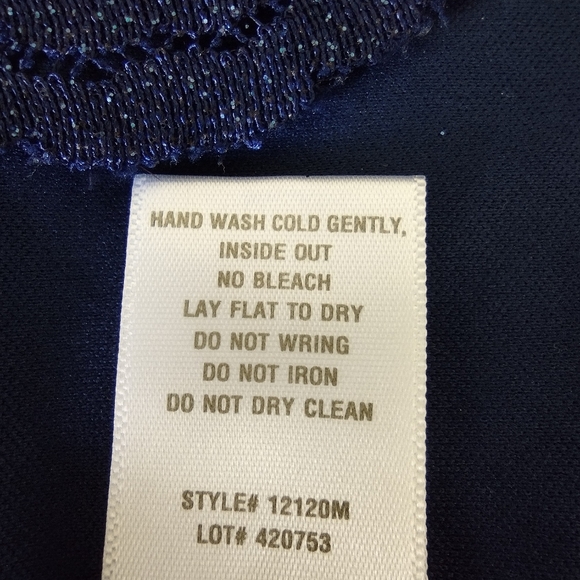 HAND WASH COLD GENTLY,
INSIDE OUT
NO BLEACH
LAY FLAT TO DRY
DO NOT WRING
DO NOT IRON
DO NOT DRY CLEAN
STYLE# 12120M
LOT# 420753